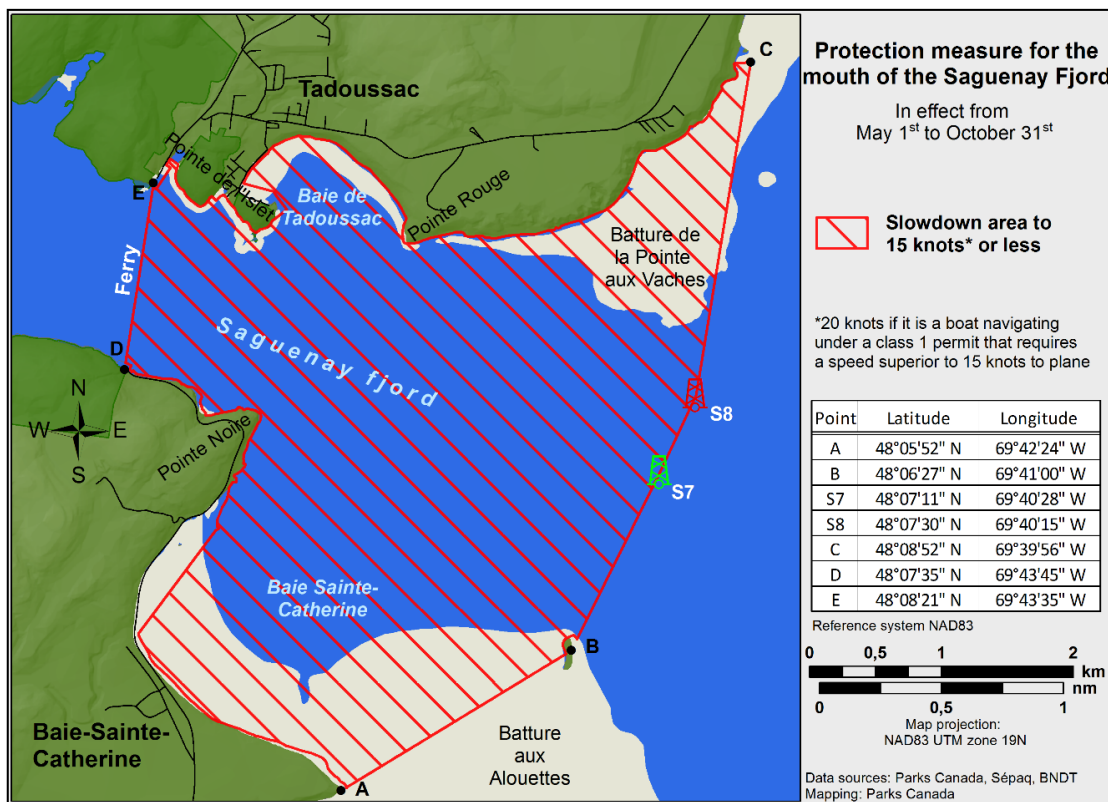 C
Tadoussac
Pointe de l'Islet
E
Baie de
Tadoussac
Pointe Rouge
Batture de
la Pointe
aux Vaches
Ferry
Saguenay fjord
D
N
W E
S
Pointe Noire
S8
S7
Baie Sainte-
Catherine
B
Baie-Sainte-
Catherine
Batture
aux
Alouettes
A
Protection measure for the
mouth of the Saguenay Fjord
In effect from
May 1st to October 31st
Slowdown area to
15 knots* or less
*20 knots if it is a boat navigating
under a class 1 permit that requires
a speed superior to 15 knots to plane
Point Latitude Longitude
A 48°05'52" N 69°42'24" W
B 48°06'27" N 69°41'00" W
S7 48°07'11" N 69°40'28" W
S8 48°07'30" N 69°40'15" W
C 48°08'52" N 69°39'56" W
D 48°07'35" N 69°43'45" W
E 48°08'21" N 69°43'35" W
Reference system NAD83
0 0,5 1 2
km
nm
0 0,5 1
Map projection:
NAD83 UTM zone 19N
Data sources: Parks Canada, Sépaq, BNDT
Mapping: Parks Canada